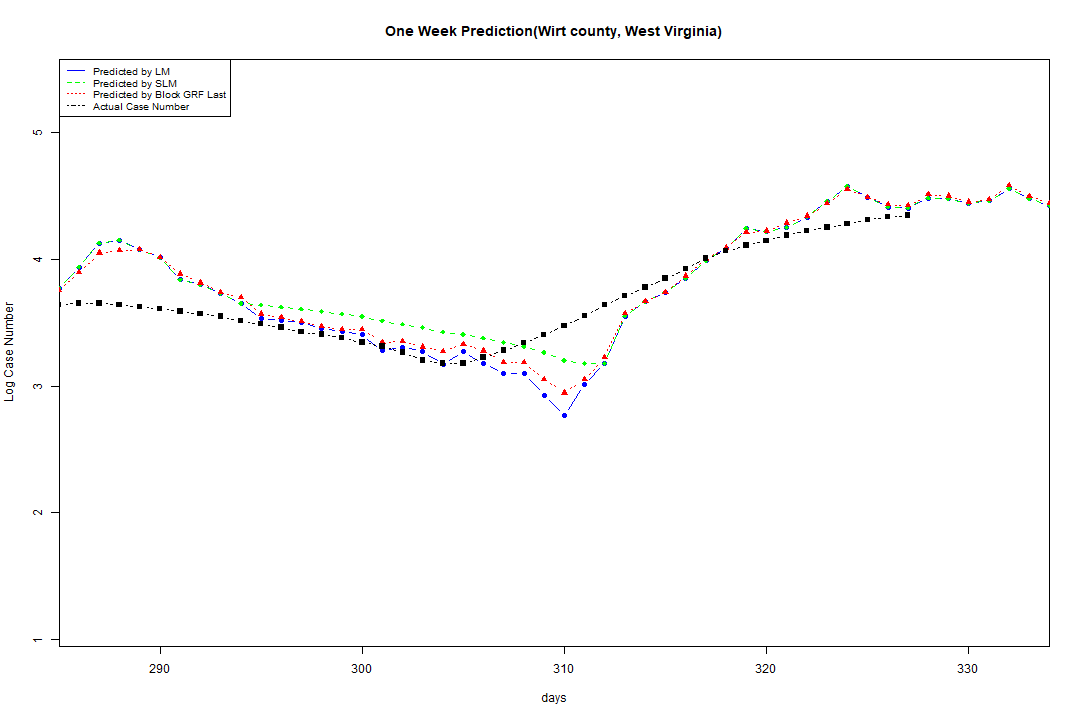 One Week Prediction(Wirt county, West Virginia)
Predicted by LM
Predicted by SLM
Predicted by Block GRF Last
Actual Case Number
5
4
3
2
1
Log Case Number
290 300 310 320 330
days